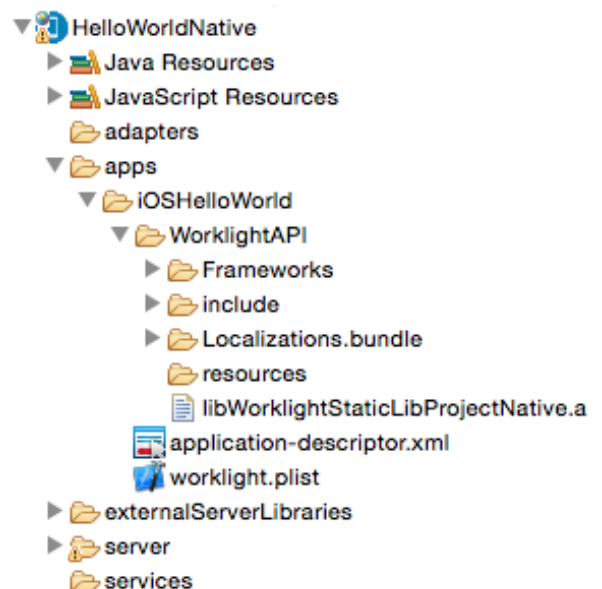 HelloWorldNative
Java Resources
JavaScript Resources
adapters
apps
iOSHelloWorld
WorklightAPI
Frameworks
include
Localizations.bundle
resources
libWorklightStaticLibProjectNative.a
application-descriptor.xml
worklight.plist
externalServerLibraries
server
services